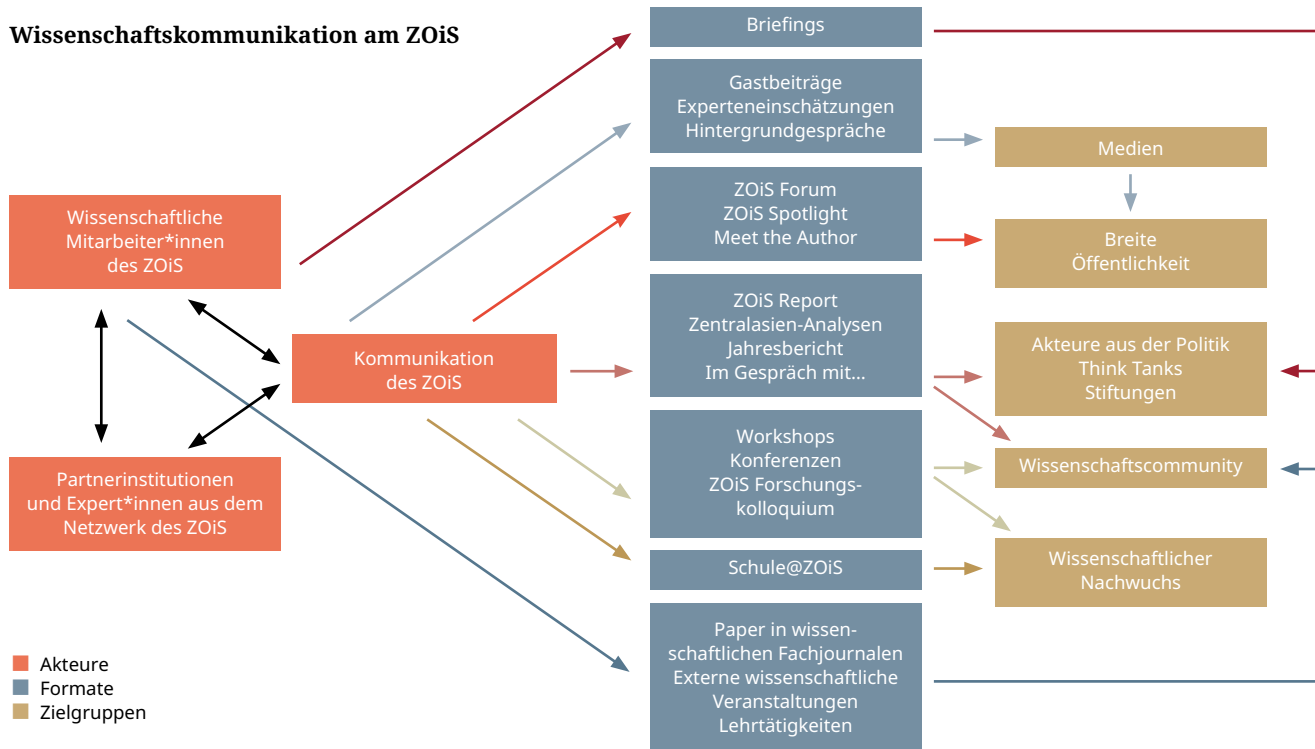 Wissenschaftskommunikation am ZOiS
Wissenschaftliche
Mitarbeiter*innen
des ZOiS
Partnerinstitutionen
und Expert*innen aus dem
Netzwerk des ZOiS
Kommunikation
des ZOiS
Briefings
Gastbeiträge
Experteneinschätzungen
Hintergrundgespräche
ZOiS Forum
ZOiS Spotlight
Meet the Author
ZOiS Report
Zentralasien-Analysen
Jahresbericht
Im Gespräch mit...
Workshops
Konferenzen
ZOiS Forschungs-
kolloquium
Schule@ZOiS
Paper in wissen-
schaftlichen Fachjournalen
Externe wissenschaftliche
Veranstaltungen
Lehrtätigkeiten
Medien
Breite
Öffentlichkeit
Akteure aus der Politik
Think Tanks
Stiftungen
Wissenschaftscommunity
Wissenschaftlicher
Nachwuchs
Akteure
Formate
Zielgruppen